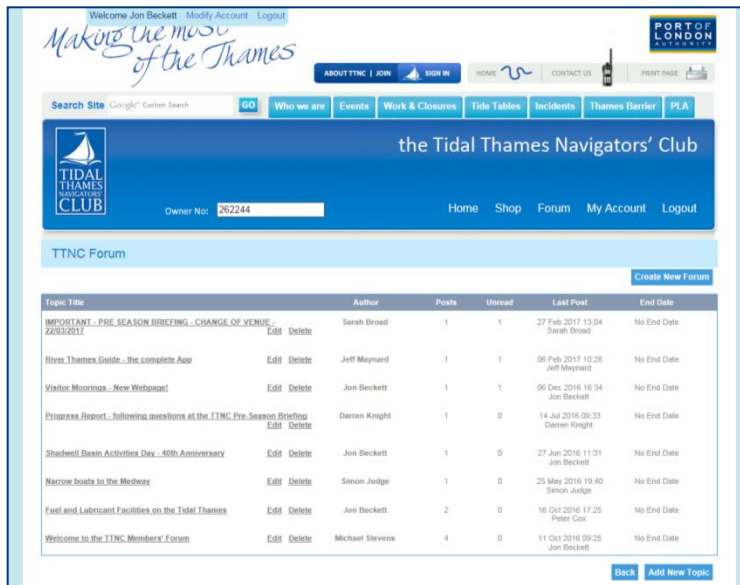 Welcome Jon Beckett Modify Account Logout
Making the most
of the Thames
PORT OF
LONDON
AUTHORITY
ABOUT TTNC | JOIN SIGN IN HOME CONTACT US PRINT PAGE
Search Site Google™ Custom Search GO Who we are Events Work & Closures Tide Tables Incidents Thames Barrier PLA
the Tidal Thames Navigators' Club
TIDAL
THAMES
NAVIGATORS'
CLUB
Owner No: 262244 Home Shop Forum My Account Logout
TTNC Forum
Create New Forum
Topic Title Author Posts Unread Last Post End Date
IMPORTANT - PRE SEASON BRIEFING - CHANGE OF VENUE - Sarah Broad 1 1 27 Feb 2017 13:04 No End Date
22/03/2017 Edit Delete Sarah Broad
River Thames Guide - the complete App Edit Delete Jeff Maynard 1 1 06 Feb 2017 10:28 No End Date
Jeff Maynard
Visitor Moorings - New Webpage! Edit Delete Jon Beckett 1 1 06 Dec 2016 16:34 No End Date
Jon Beckett
Progress Report - following questions at the TTNC Pre-Season Briefing Darren Knight 1 0 14 Jul 2016 09:33 No End Date
Edit Delete Darren Knight
Shadwell Basin Activities Day - 40th Anniversary Edit Delete Jon Beckett 1 0 27 Jun 2016 11:31 No End Date
Jon Beckett
Narrow boats to the Medway Edit Delete Simon Judge 1 0 25 May 2016 19:40 No End Date
Simon Judge
Fuel and Lubricant Facilities on the Tidal Thames Edit Delete Jon Beckett 2 0 16 Oct 2016 17:25 No End Date
Peter Cox
Welcome to the TTNC Members' Forum Edit Delete Michael Stevens 4 0 11 Oct 2016 09:25 No End Date
Jon Beckett
Back Add New Topic